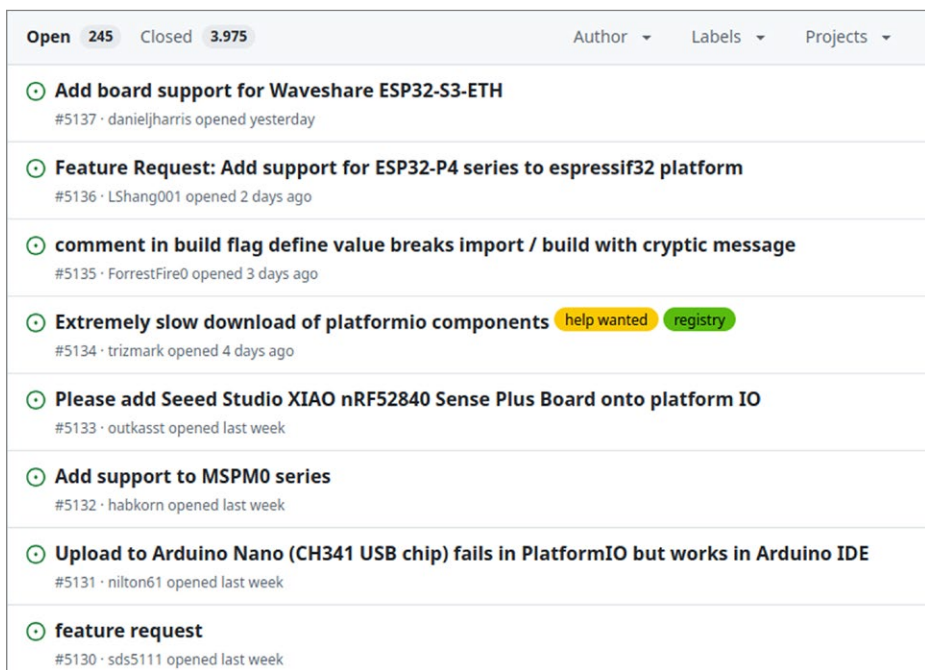 Open 245 Closed 3.975 Author Labels Projects
Add board support for Waveshare ESP32-S3-ETH
#5137 · danieljharris opened yesterday
Feature Request: Add support for ESP32-P4 series to espressif32 platform
#5136 · LShang001 opened 2 days ago
comment in build flag define value breaks import / build with cryptic message
#5135 · ForrestFire0 opened 3 days ago
Extremely slow download of platformio components help wanted registry
#5134 · trizmark opened 4 days ago
Please add Seeed Studio XIAO nRF52840 Sense Plus Board onto platform IO
#5133 · outkasst opened last week
Add support to MSPM0 series
#5132 · habkorn opened last week
Upload to Arduino Nano (CH341 USB chip) fails in PlatformIO but works in Arduino IDE
#5131 · nilton61 opened last week
feature request
#5130 · sds5111 opened last week